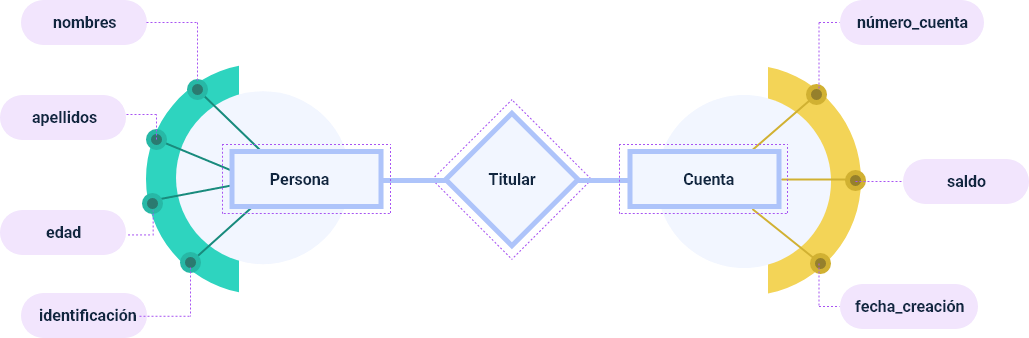 nombres
apellidos
edad
identificación
Persona
Titular
Cuenta
número_cuenta
saldo
fecha_creación